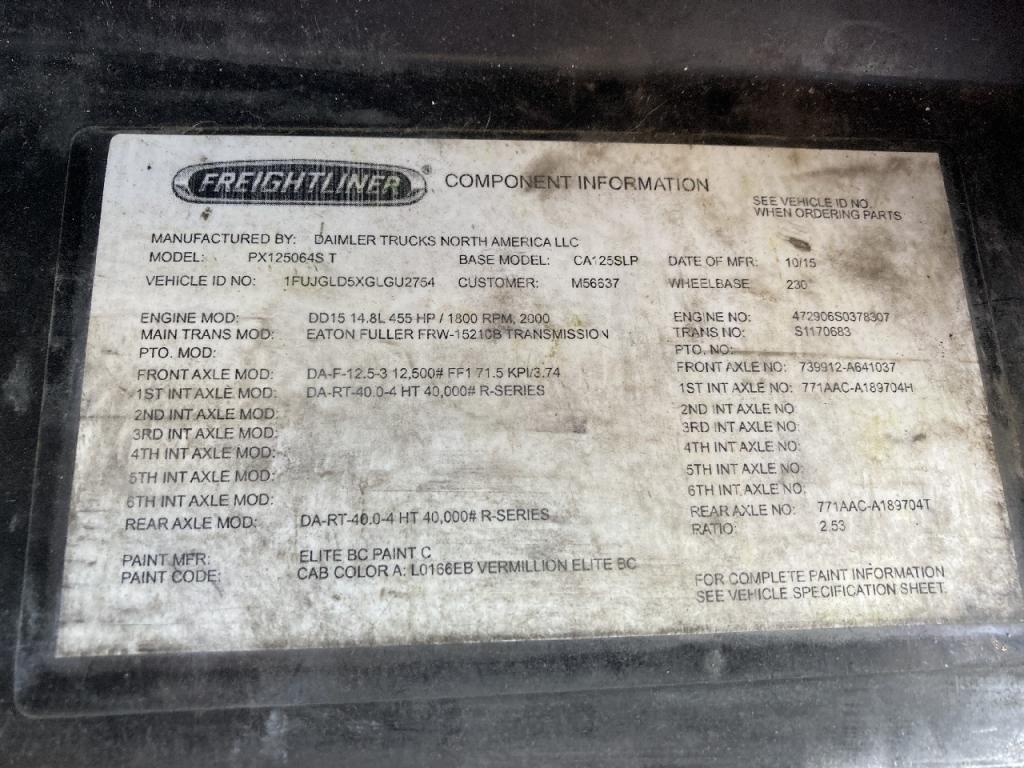 FREIGHTLINER® COMPONENT INFORMATION
SEE VEHICLE ID NO.
WHEN ORDERING PARTS
MANUFACTURED BY: DAIMLER TRUCKS NORTH AMERICA LLC
MODEL: PX125064S T BASE MODEL: CA125SLP DATE OF MFR: 10/15
VEHICLE ID NO: 1FUJGLD5XGLGU2754 CUSTOMER: M56637 WHEELBASE 230
ENGINE MOD: DD15 14.8L 455 HP / 1800 RPM, 2000 ENGINE NO: 472906S0378307
MAIN TRANS MOD: EATON FULLER FRW-15210B TRANSMISSION TRANS NO: S1170683
PTO. MOD: PTO. NO:
FRONT AXLE MOD: DA-F-12.5-3 12,500# FF1 71.5 KPI/3.74 FRONT AXLE NO: 739912-A641037
1ST INT AXLE MOD: DA-RT-40.0-4 HT 40,000# R-SERIES 1ST INT AXLE NO: 771AAC-A189704H
2ND INT AXLE MOD: 2ND INT AXLE NO:
3RD INT AXLE MOD: 3RD INT AXLE NO:
4TH INT AXLE MOD: 4TH INT AXLE NO:
5TH INT AXLE MOD: 5TH INT AXLE NO:
6TH INT AXLE MOD: 6TH INT AXLE NO:
REAR AXLE MOD: DA-RT-40.0-4 HT 40,000# R-SERIES REAR AXLE NO: 771AAC-A189704T
RATIO: 2.53
PAINT MFR: ELITE BC PAINT C
PAINT CODE: CAB COLOR A: L0166EB VERMILLION ELITE BC
FOR COMPLETE PAINT INFORMATION
SEE VEHICLE SPECIFICATION SHEET.